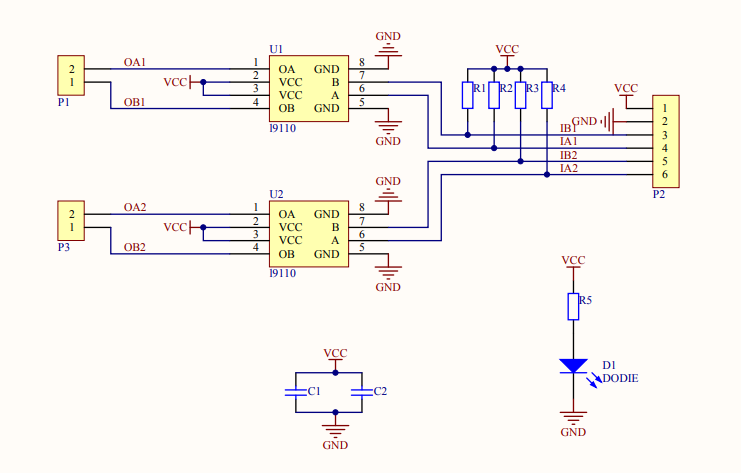 GND
U1
VCC
OA1
1
OA
GND
8
2
2
VCC
B
7
VCC
VCC
1
3
VCC
A
6
R1
R2
R3
R4
P1
OB1
4
OB
GND
5
1
I9110
GND
2
GND
IB1
3
IA1
4
IB2
5
IA2
6
P2
GND
U2
OA2
1
OA
GND
8
2
2
VCC
B
7
VCC
1
3
VCC
A
6
P3
OB2
4
OB
GND
5
I9110
GND
VCC
R5
D1
DODIE
GND
VCC
C1
C2
GND